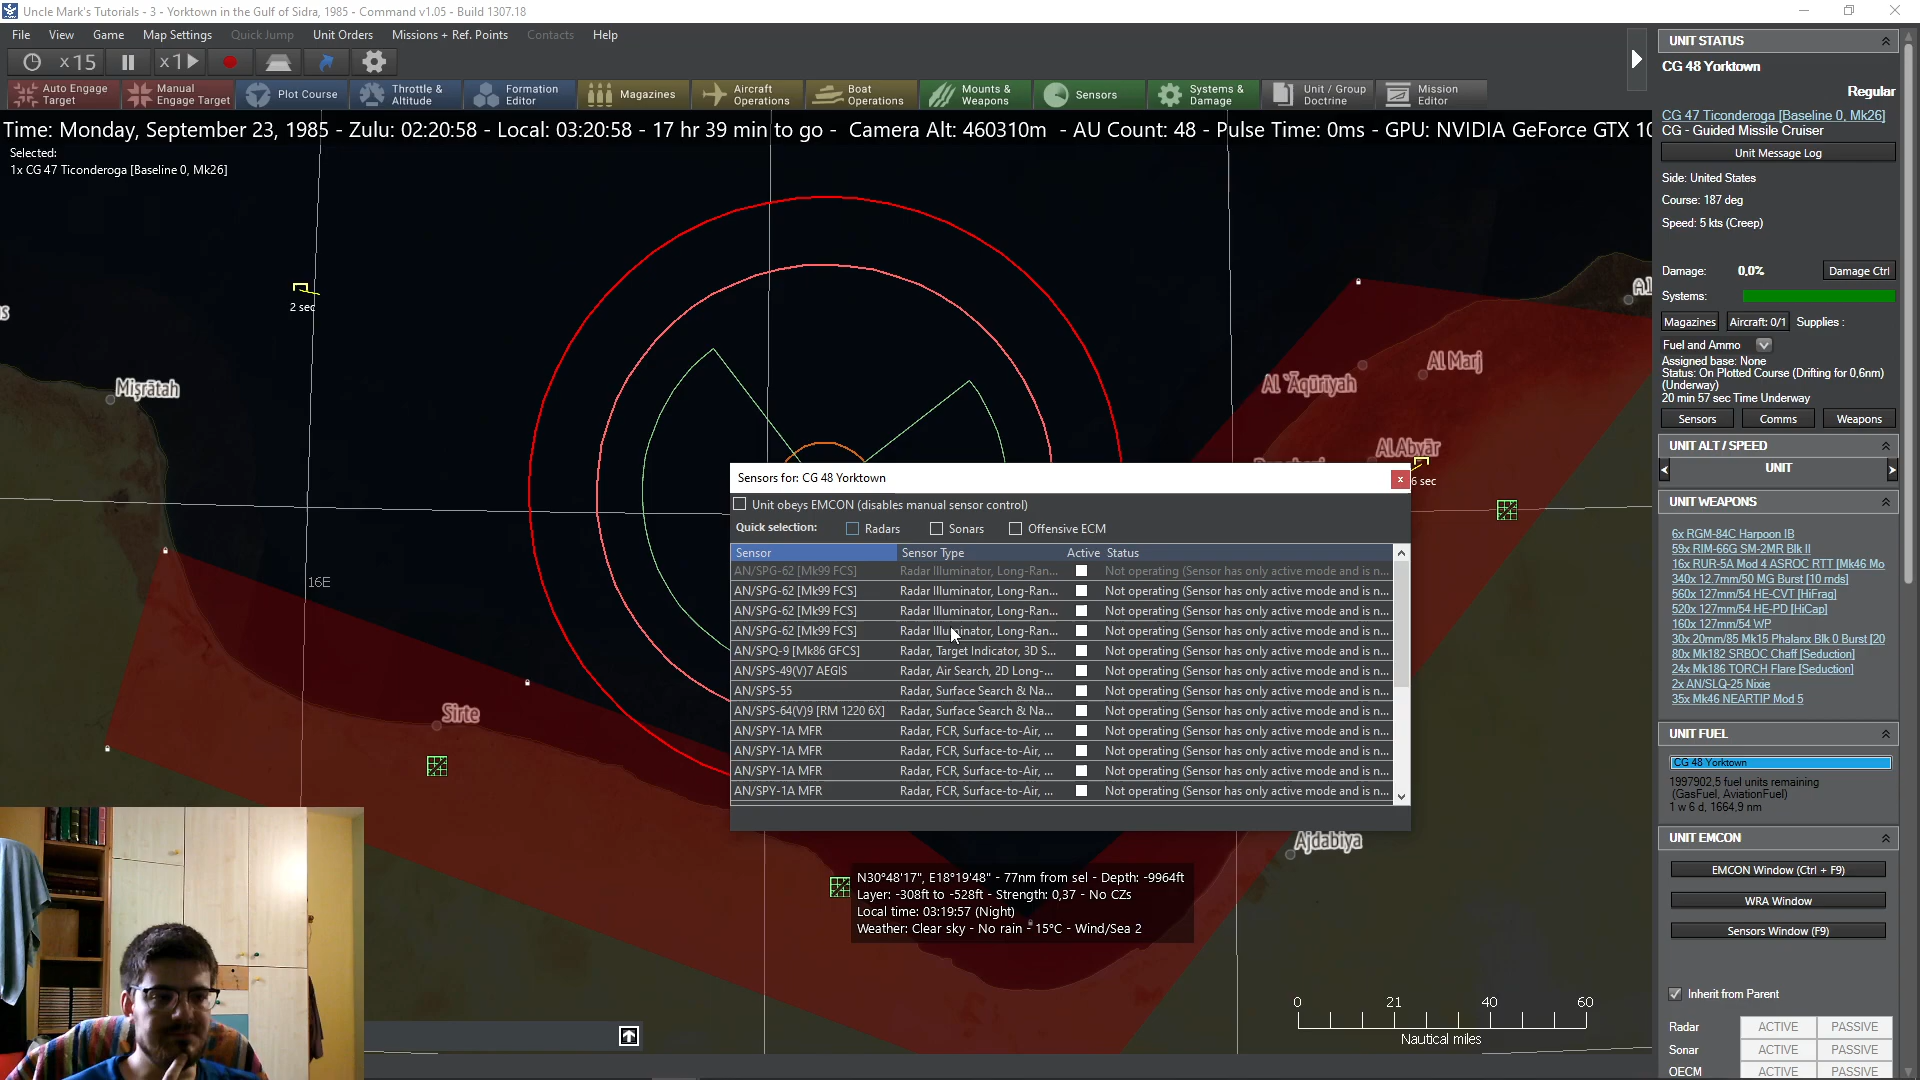 Uncle Mark's Tutorials - 3 - Yorktown in the Gulf of Sidra, 1985 - Command v1.05 - Build 1307.18
File View Game Map Settings Quick Jump Unit Orders Missions + Ref. Points Contacts Help
x 15 x 1
Auto Engage Target
Manual Engage Target
Plot Course
Throttle & Altitude
Formation Editor
Magazines
Aircraft Operations
Boat Operations
Mounts & Weapons
Sensors
Systems & Damage
Unit / Group Doctrine
Mission Editor
Time: Monday, September 23, 1985 - Zulu: 02:20:58 - Local: 03:20:58 - 17 hr 39 min to go - Camera Alt: 460310m - AU Count: 48 - Pulse Time: 0ms - GPU: NVIDIA GeForce GTX 10
Selected:
1x CG 47 Ticonderoga [Baseline 0, Mk26]
2 sec
Miṣrātah
16E
Sirte
Al 'Āqūrīyah
Al Marj
Al Abyār
6 sec
Ajdabiya
Sensors for: CG 48 Yorktown
x
Unit obeys EMCON (disables manual sensor control)
Quick selection: Radars Sonars Offensive ECM
Sensor Sensor Type Active Status
AN/SPG-62 [Mk99 FCS] Radar Illuminator, Long-Ran... Not operating (Sensor has only active mode and is n...
AN/SPG-62 [Mk99 FCS] Radar Illuminator, Long-Ran... Not operating (Sensor has only active mode and is n...
AN/SPG-62 [Mk99 FCS] Radar Illuminator, Long-Ran... Not operating (Sensor has only active mode and is n...
AN/SPG-62 [Mk99 FCS] Radar Illuminator, Long-Ran... Not operating (Sensor has only active mode and is n...
AN/SPQ-9 [Mk86 GFCS] Radar, Target Indicator, 3D S... Not operating (Sensor has only active mode and is n...
AN/SPS-49(V)7 AEGIS Radar, Air Search, 2D Long-... Not operating (Sensor has only active mode and is n...
AN/SPS-55 Radar, Surface Search & Na... Not operating (Sensor has only active mode and is n...
AN/SPS-64(V)9 [RM 1220 6X] Radar, Surface Search & Na... Not operating (Sensor has only active mode and is n...
AN/SPY-1A MFR Radar, FCR, Surface-to-Air, ... Not operating (Sensor has only active mode and is n...
AN/SPY-1A MFR Radar, FCR, Surface-to-Air, ... Not operating (Sensor has only active mode and is n...
AN/SPY-1A MFR Radar, FCR, Surface-to-Air, ... Not operating (Sensor has only active mode and is n...
AN/SPY-1A MFR Radar, FCR, Surface-to-Air, ... Not operating (Sensor has only active mode and is n...
N30°48'17", E18°19'48" - 77nm from sel - Depth: -9964ft
Layer: -308ft to -528ft - Strength: 0,37 - No CZs
Local time: 03:19:57 (Night)
Weather: Clear sky - No rain - 15°C - Wind/Sea 2
0 21 40 60
Nautical miles
UNIT STATUS
CG 48 Yorktown
Regular
CG 47 Ticonderoga [Baseline 0, Mk26]
CG - Guided Missile Cruiser
Unit Message Log
Side: United States
Course: 187 deg
Speed: 5 kts (Creep)
Damage: 0,0% Damage Ctrl
Systems:
Magazines Aircraft: 0/1 Supplies :
Fuel and Ammo
Assigned base: None
Status: On Plotted Course (Drifting for 0,6nm)
(Underway)
20 min 57 sec Time Underway
Sensors Comms Weapons
UNIT ALT / SPEED
UNIT
UNIT WEAPONS
6x RGM-84C Harpoon IB
59x RIM-66G SM-2MR Blk II
16x RUR-5A Mod 4 ASROC RTT [Mk46 Mo
340x 12.7mm/50 MG Burst [10 rnds]
560x 127mm/54 HE-CVT [HiFrag]
520x 127mm/54 HE-PD [HiCap]
160x 127mm/54 WP
30x 20mm/85 Mk15 Phalanx Blk 0 Burst [20
80x Mk182 SRBOC Chaff [Seduction]
24x Mk186 TORCH Flare [Seduction]
2x AN/SLQ-25 Nixie
35x Mk46 NEARTIP Mod 5
UNIT FUEL
CG 48 Yorktown
1997902,5 fuel units remaining
(GasFuel, AviationFuel)
1 w 6 d, 1664,9 nm
UNIT EMCON
EMCON Window (Ctrl + F9)
WRA Window
Sensors Window (F9)
Inherit from Parent
Radar ACTIVE PASSIVE
Sonar ACTIVE PASSIVE
OECM ACTIVE PASSIVE